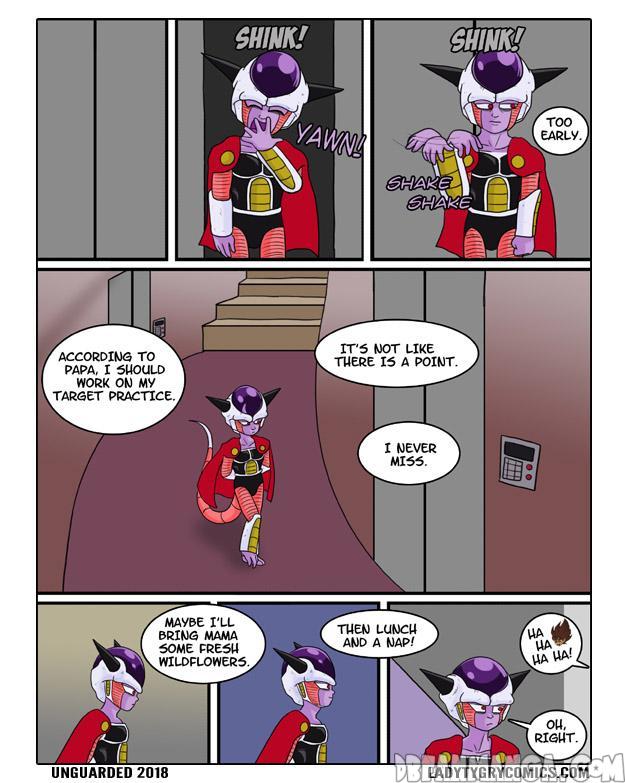 SHINK!
YAWN!
SHINK!
TOO
EARLY.
SHAKE
SHAKE
ACCORDING TO
PAPA, I SHOULD
WORK ON MY
TARGET PRACTICE.
IT'S NOT LIKE
THERE IS A POINT.
I NEVER
MISS.
MAYBE I'LL
BRING MAMA
SOME FRESH
WILDFLOWERS.
THEN LUNCH
AND A NAP!
HA
HA
HA HA!
OH,
RIGHT.
UNGUARDED 2018
LADYTYGRYCOMICS.COM
DBMANGA.COM